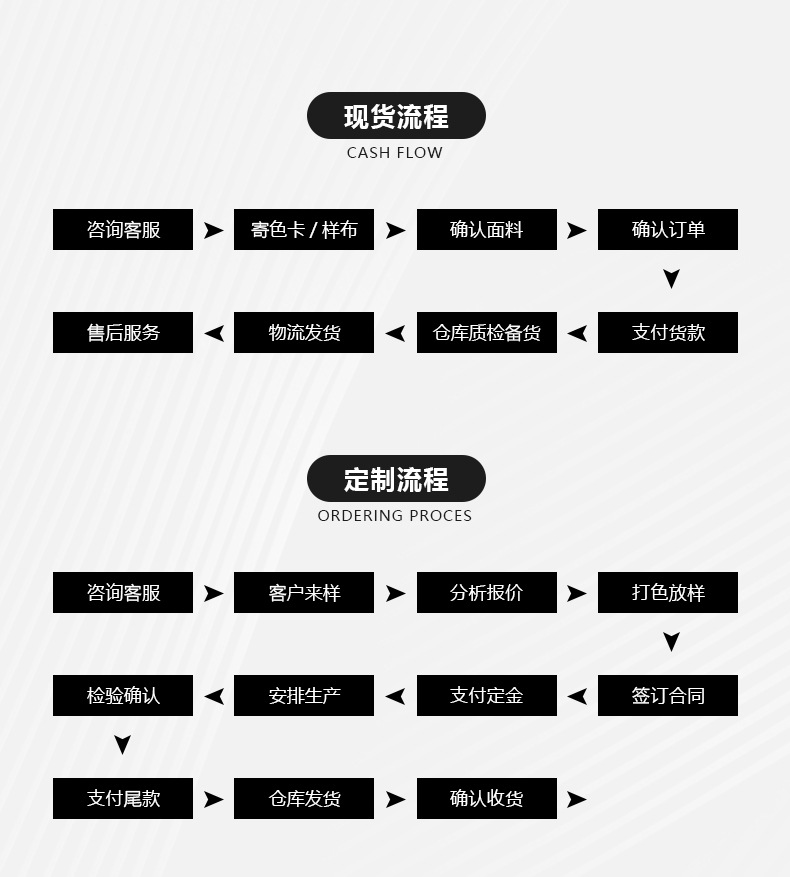 现货流程
CASH FLOW
咨询客服 寄色卡 / 样布 确认面料 确认订单
售后服务 物流发货 仓库质检备货 支付货款
定制流程
ORDERING PROCES
咨询客服 客户来样 分析报价 打色放样
检验确认 安排生产 支付定金 签订合同
支付尾款 仓库发货 确认收货